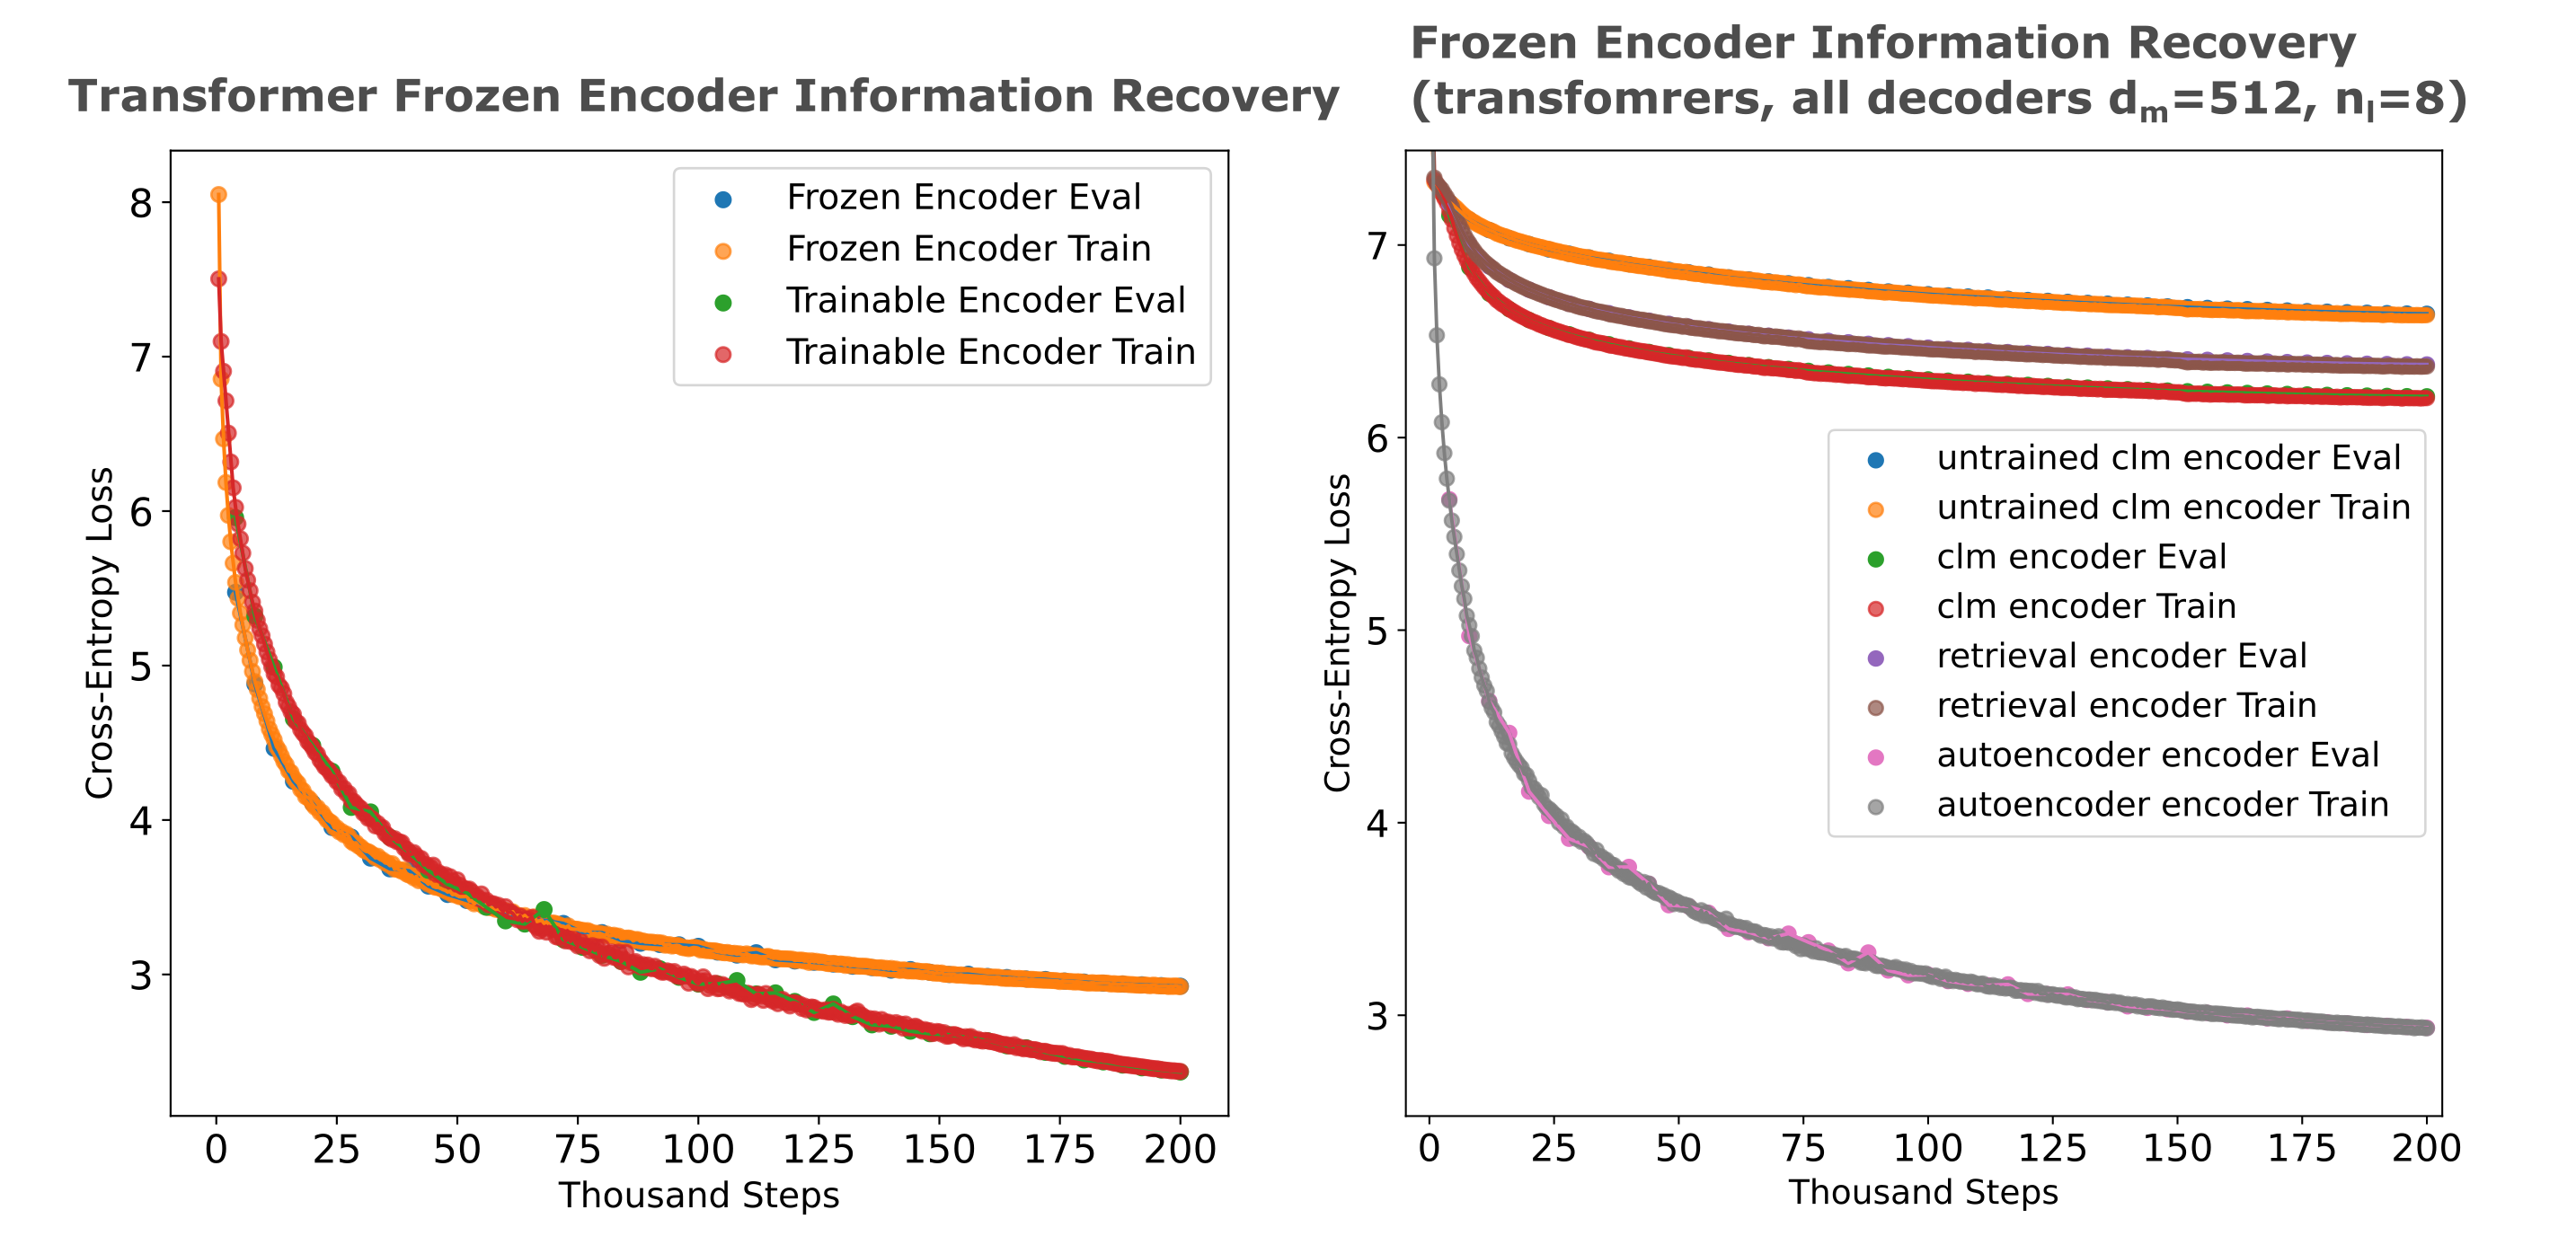 Transformer Frozen Encoder Information Recovery
Cross-Entropy Loss
8
7
6
5
4
3
Frozen Encoder Eval
Frozen Encoder Train
Trainable Encoder Eval
Trainable Encoder Train
0 25 50 75 100 125 150 175 200
Thousand Steps
Frozen Encoder Information Recovery
(transfomrers, all decoders dm=512, nl=8)
Cross-Entropy Loss
7
6
5
4
3
untrained clm encoder Eval
untrained clm encoder Train
clm encoder Eval
clm encoder Train
retrieval encoder Eval
retrieval encoder Train
autoencoder encoder Eval
autoencoder encoder Train
0 25 50 75 100 125 150 175 200
Thousand Steps